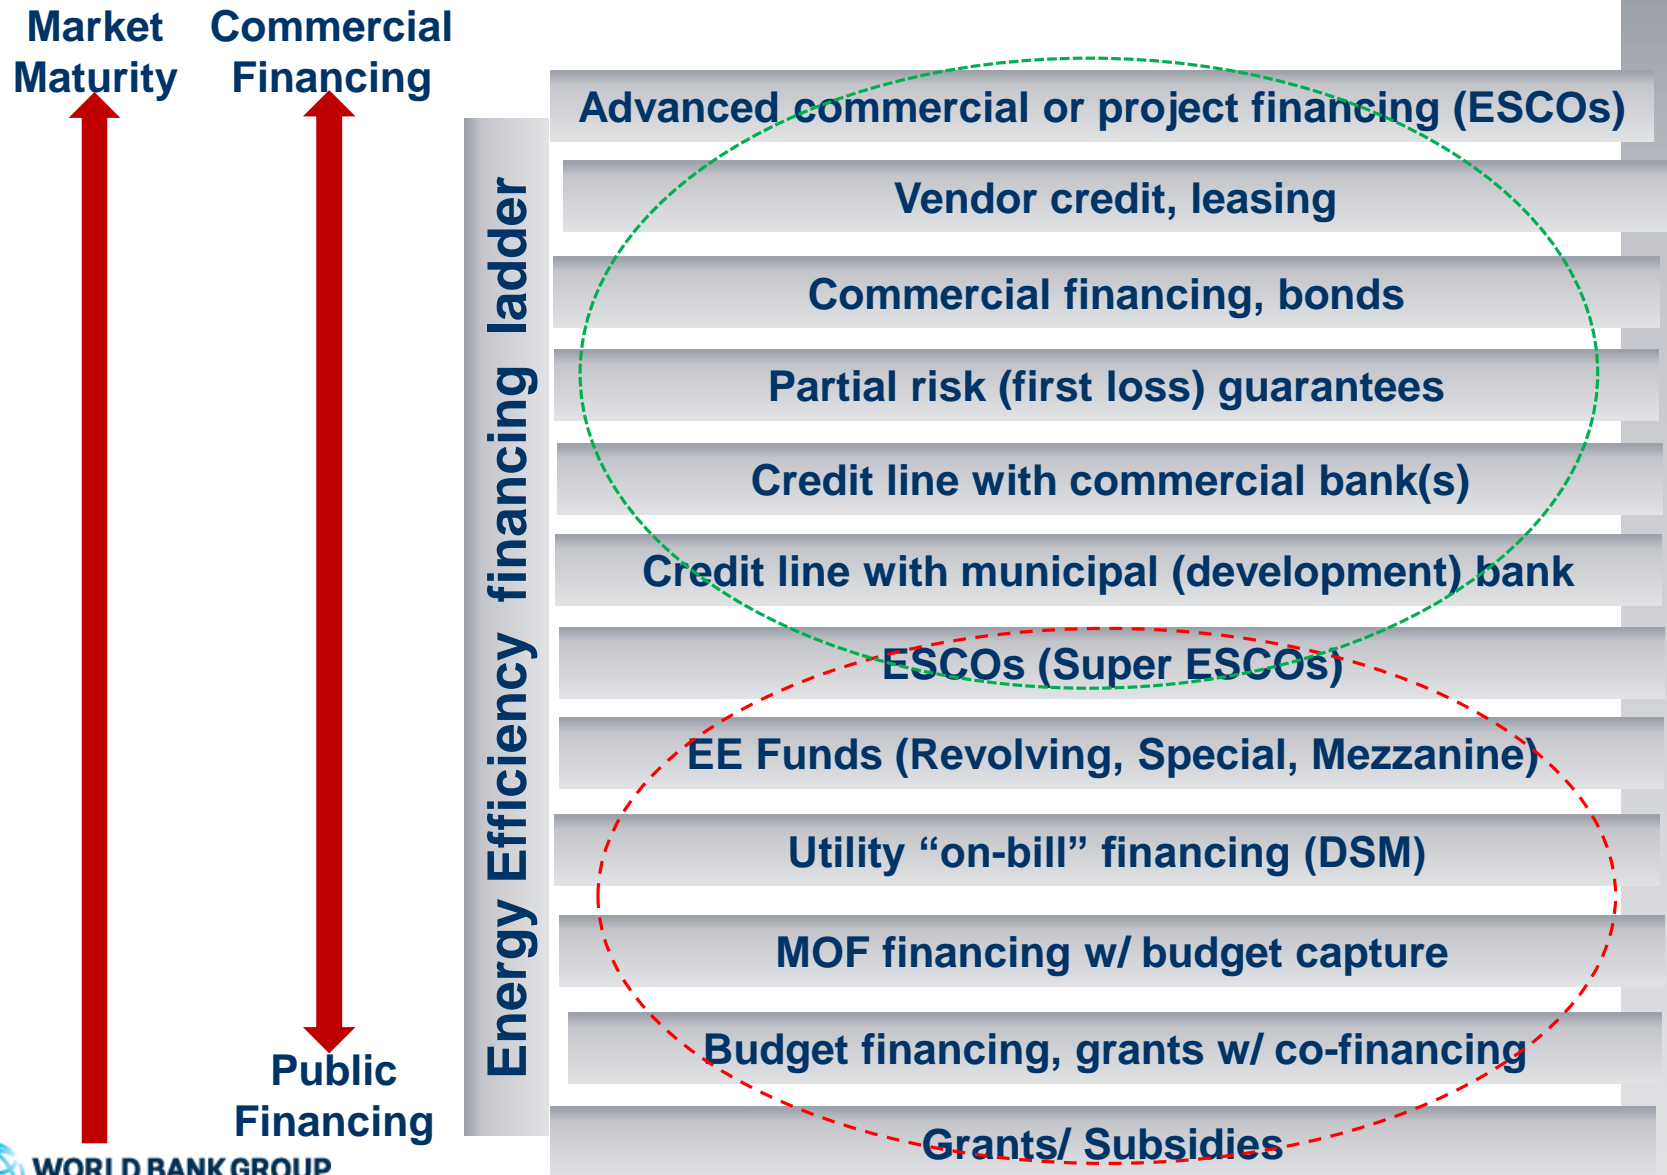 Market
Maturity
Commercial
Financing
Public
Financing
Energy Efficiency financing ladder
Advanced commercial or project financing (ESCOs)
Vendor credit, leasing
Commercial financing, bonds
Partial risk (first loss) guarantees
Credit line with commercial bank(s)
Credit line with municipal (development) bank
ESCOs (Super ESCOs)
EE Funds (Revolving, Special, Mezzanine)
Utility “on-bill” financing (DSM)
MOF financing w/ budget capture
Budget financing, grants w/ co-financing
Grants/ Subsidies
WORLD BANK GROUP